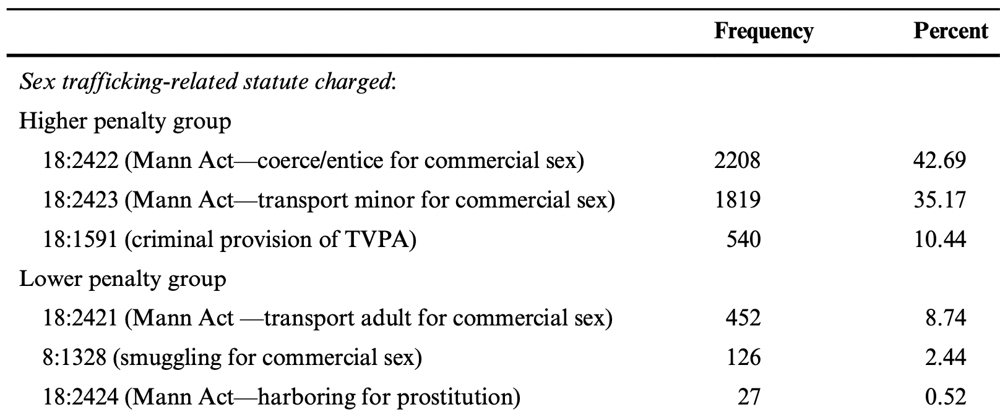 Frequency Percent
Sex trafficking-related statute charged:
Higher penalty group
18:2422 (Mann Act—coerce/entice for commercial sex) 2208 42.69
18:2423 (Mann Act—transport minor for commercial sex) 1819 35.17
18:1591 (criminal provision of TVPA) 540 10.44
Lower penalty group
18:2421 (Mann Act —transport adult for commercial sex) 452 8.74
8:1328 (smuggling for commercial sex) 126 2.44
18:2424 (Mann Act—harboring for prostitution) 27 0.52